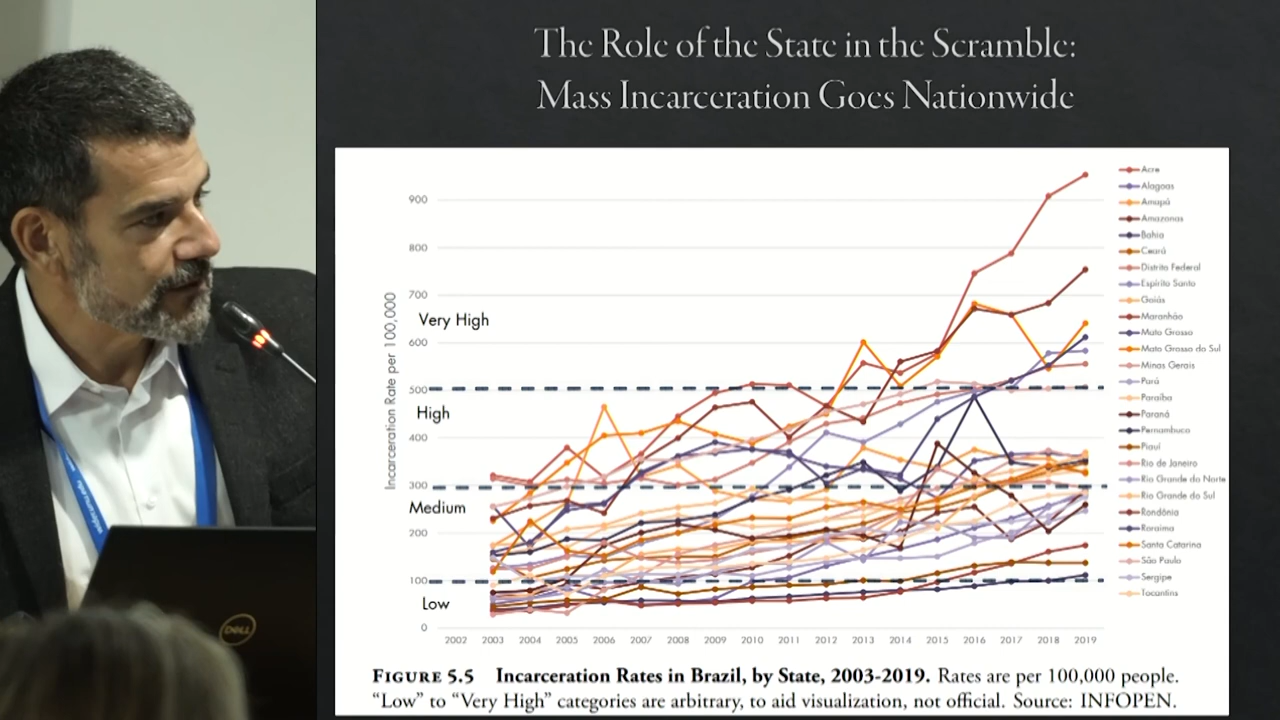 The Role of the State in the Scramble:
Mass Incarceration Goes Nationwide
Incarceration Rate per 100,000
900
800
700
600
500
400
300
200
100
0
Very High
High
Medium
Low
2002 2003 2004 2005 2006 2007 2008 2009 2010 2011 2012 2013 2014 2015 2016 2017 2018 2019
Acre
Alagoas
Amapá
Amazonas
Bahia
Ceará
Distrito Federal
Espírito Santo
Goiás
Maranhão
Mato Grosso
Mato Grosso do Sul
Minas Gerais
Pará
Paraíba
Paraná
Pernambuco
Piauí
Rio de Janeiro
Rio Grande do Norte
Rio Grande do Sul
Rondônia
Roraima
Santa Catarina
São Paulo
Sergipe
Tocantins
FIGURE 5.5 Incarceration Rates in Brazil, by State, 2003-2019. Rates are per 100,000 people.
“Low” to “Very High” categories are arbitrary, to aid visualization, not official. Source: INFOPEN.
DELL